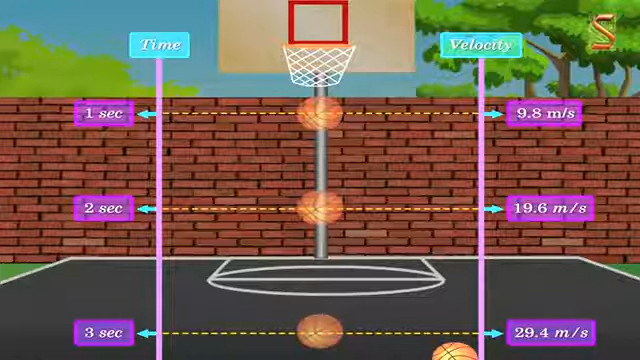 Time
Velocity
1 sec
9.8 m/s
2 sec
19.6 m/s
3 sec
29.4 m/s